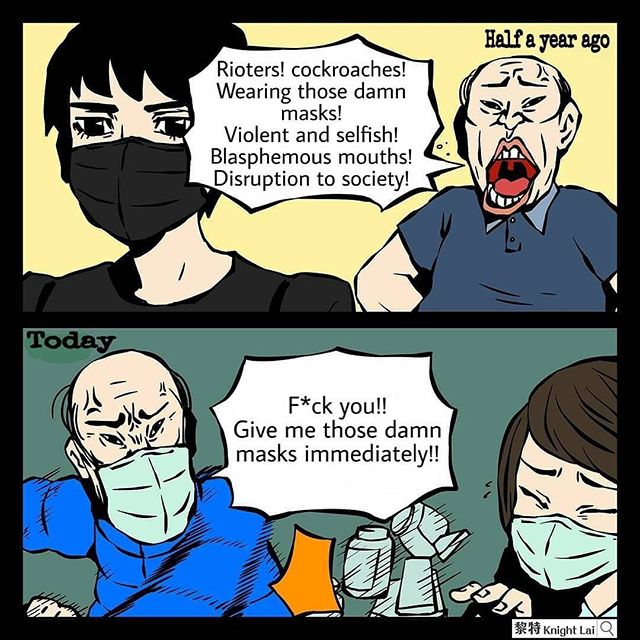 Half a year ago
Rioters! cockroaches!
Wearing those damn
masks!
Violent and selfish!
Blasphemous mouths!
Disruption to society!
Today
F*ck you!!
Give me those damn
masks immediately!!
黎特 Knight Lai